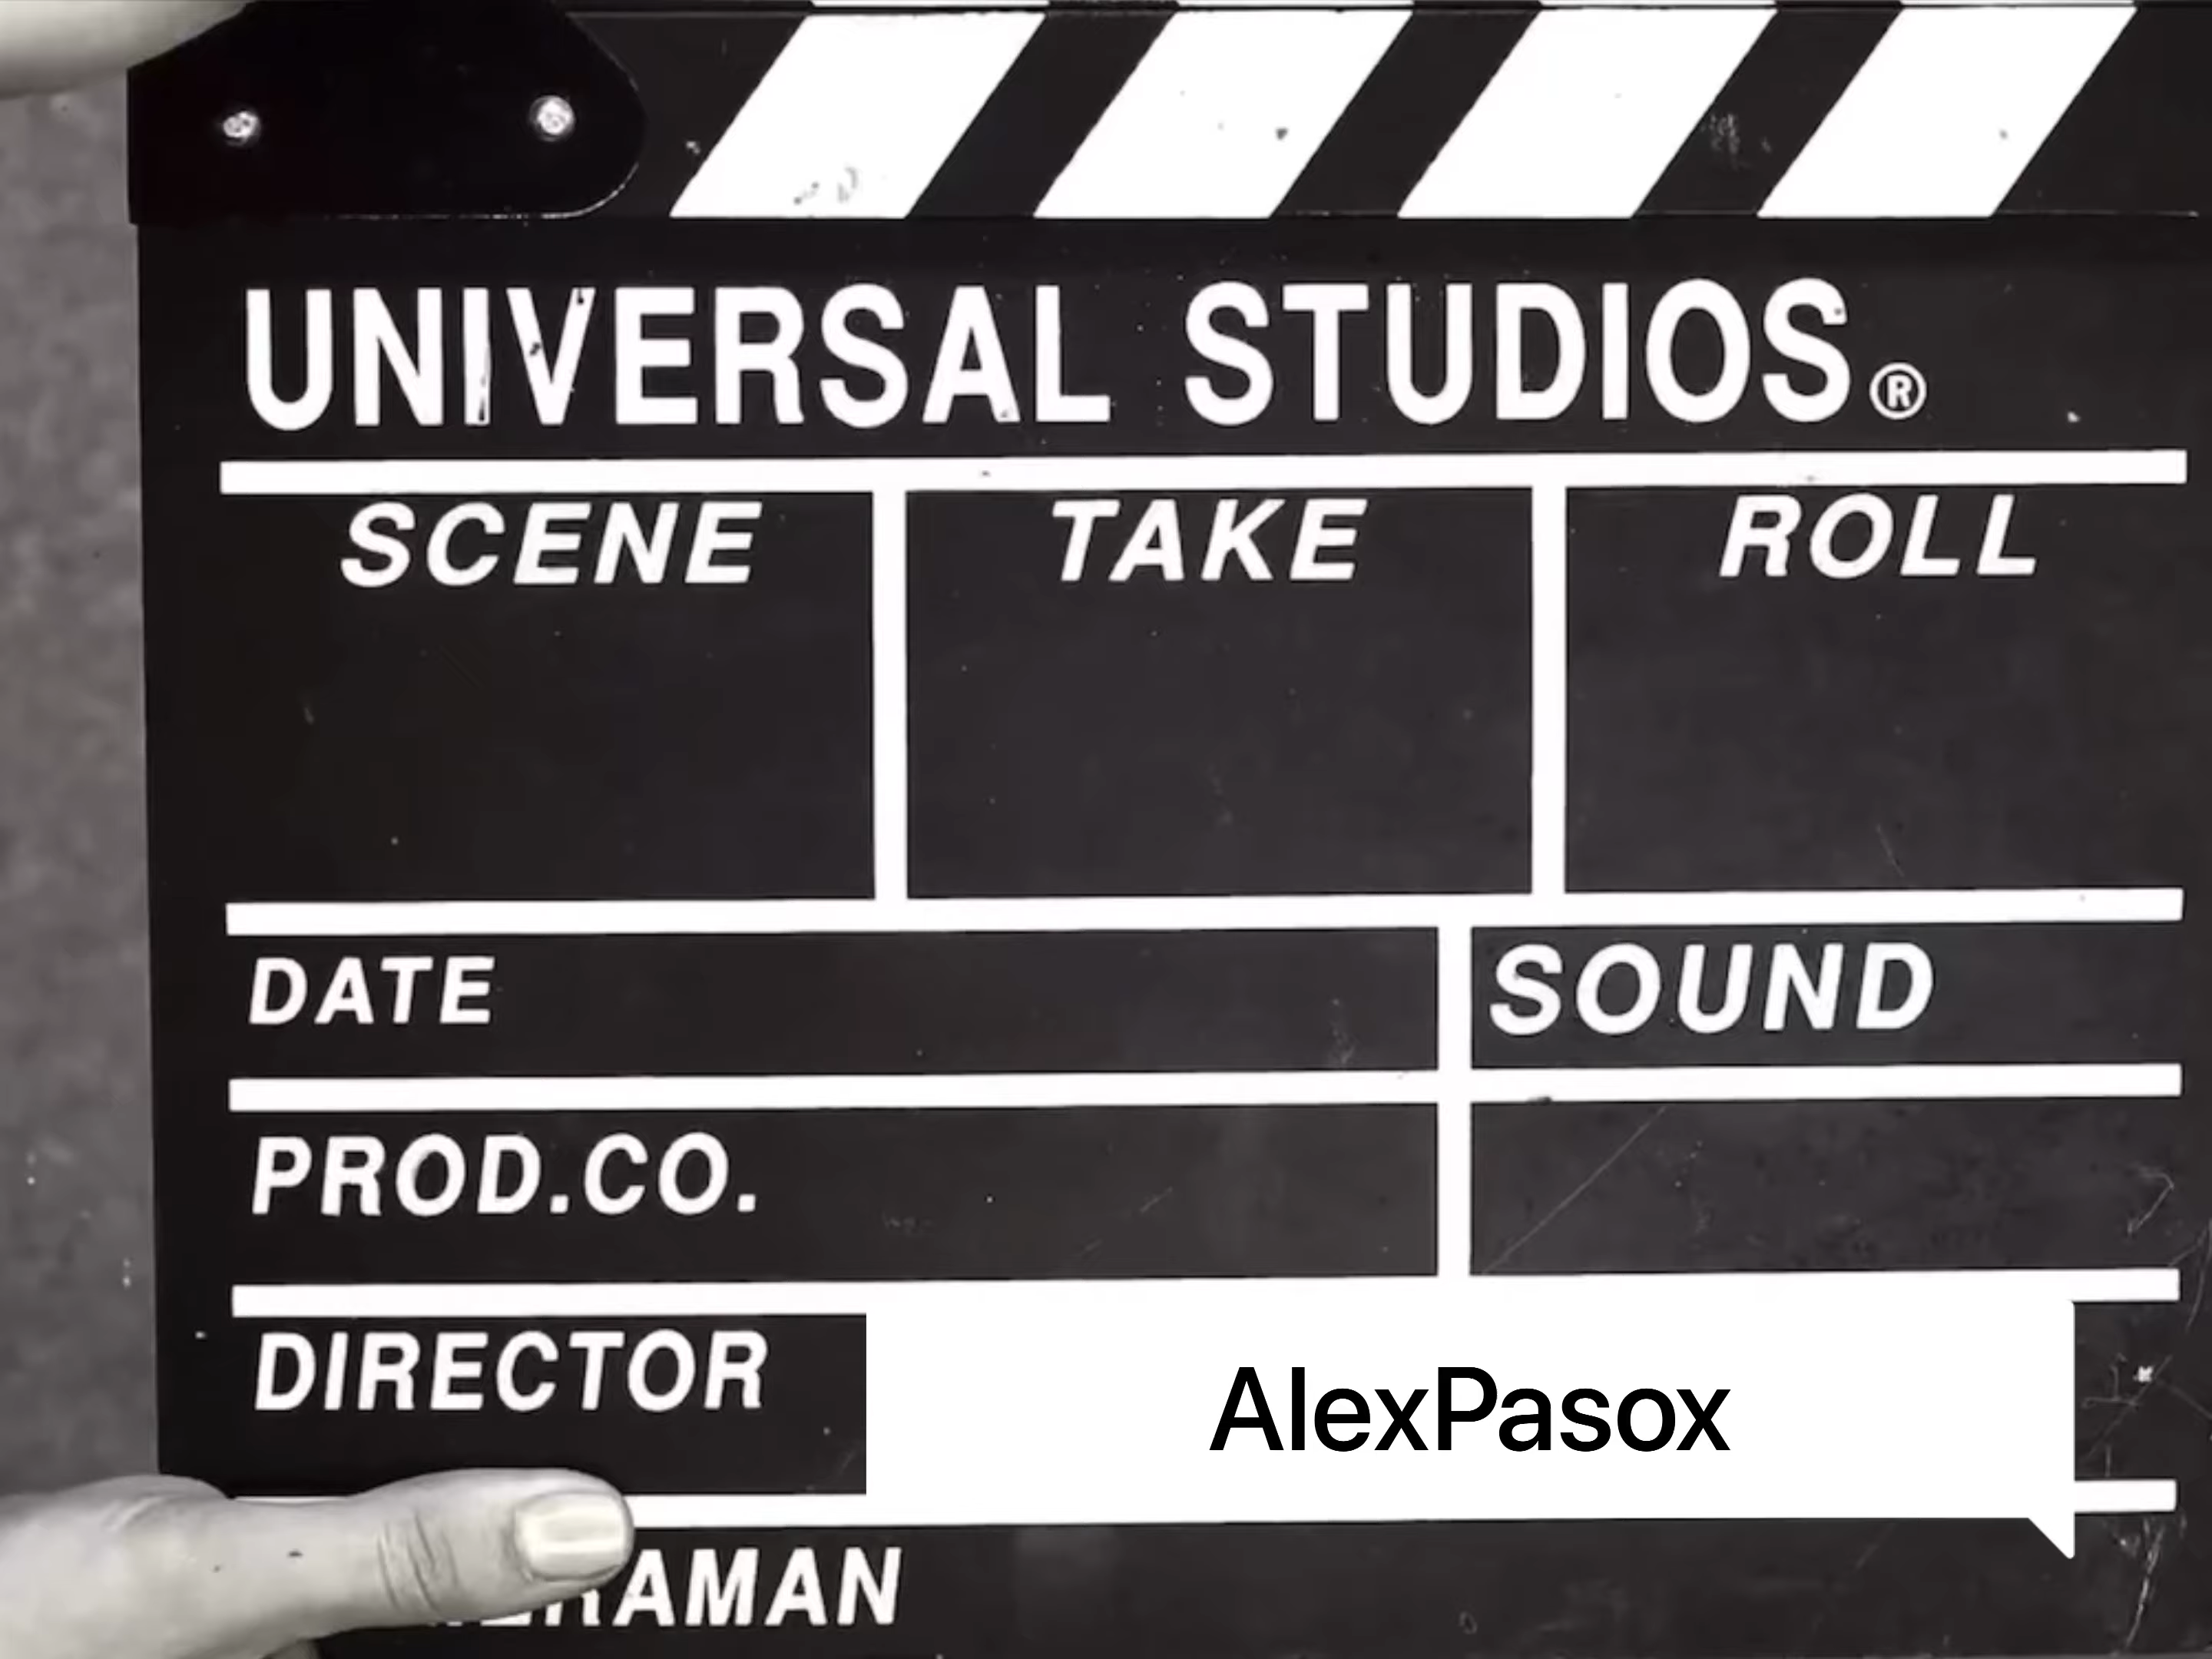 UNIVERSAL STUDIOS®
SCENE TAKE ROLL
DATE SOUND
PROD.CO.
DIRECTOR AlexPasox